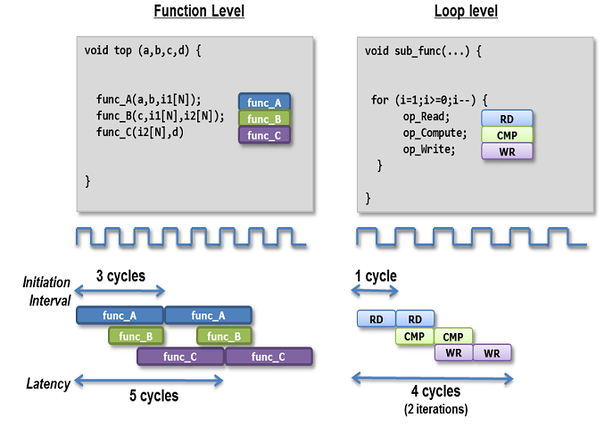 Function Level
Loop level
void top (a,b,c,d) {
func_A(a,b,i1[N]);
func_B(c,i1[N],i2[N]);
func_C(i2[N],d)
}
func_A
func_B
func_C
void sub_func(...) {
for (i=1;i>=0;i--) {
op_Read;
op_Compute;
op_Write;
}
}
RD
CMP
WR
Initiation
Interval
3 cycles
func_A func_A
func_B func_B
func_C func_C
Latency
5 cycles
1 cycle
RD RD
CMP CMP
WR WR
4 cycles
(2 iterations)